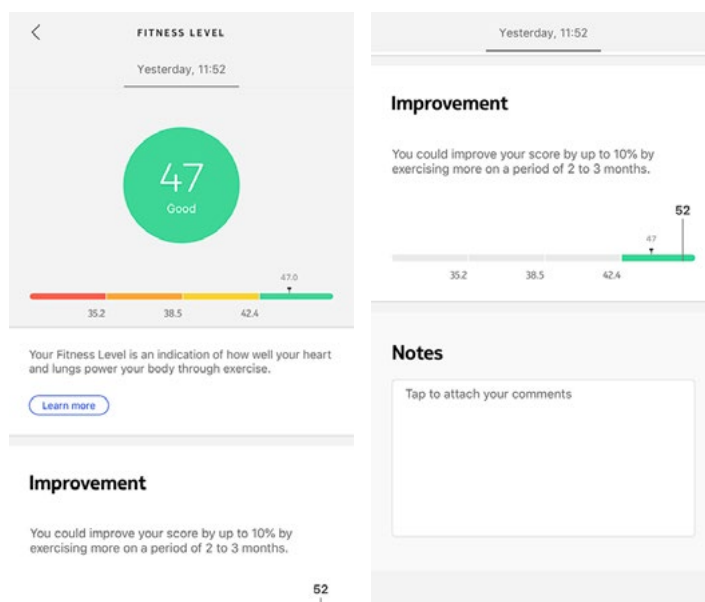 FITNESS LEVEL
Yesterday, 11:52
47
Good
47.0
35.2 38.5 42.4
Your Fitness Level is an indication of how well your heart
and lungs power your body through exercise.
Learn more
Improvement
You could improve your score by up to 10% by
exercising more on a period of 2 to 3 months.
52
Yesterday, 11:52
Improvement
You could improve your score by up to 10% by
exercising more on a period of 2 to 3 months.
52
47
35.2 38.5 42.4
Notes
Tap to attach your comments